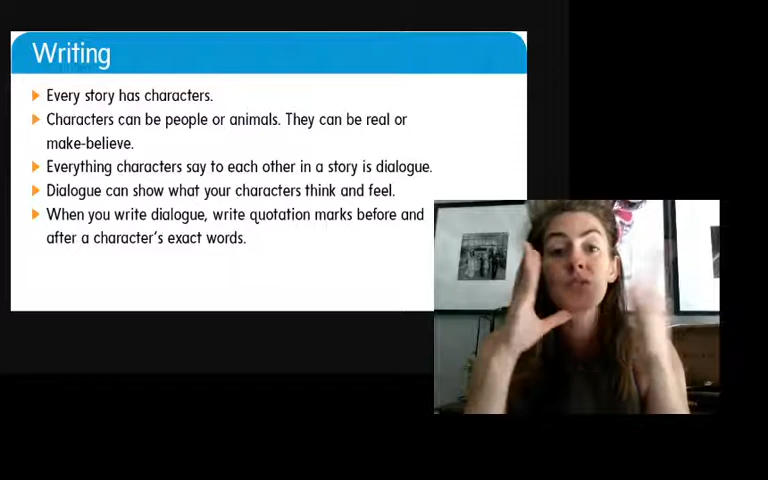 Writing
Every story has characters.
Characters can be people or animals. They can be real or
make-believe.
Everything characters say to each other in a story is dialogue.
Dialogue can show what your characters think and feel.
When you write dialogue, write quotation marks before and
after a character's exact words.